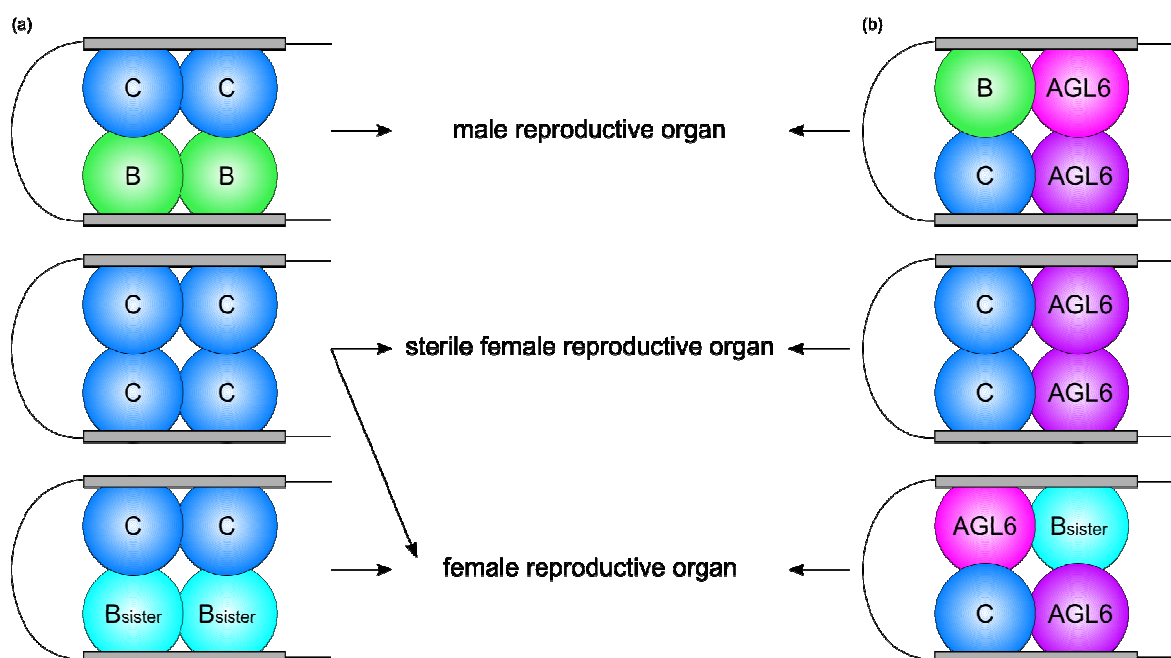 (a)
(b)
C C
B B
male reproductive organ
B AGL6
C AGL6
C C
C C
sterile female reproductive organ
C AGL6
C AGL6
C C
Bsister Bsister
female reproductive organ
AGL6 Bsister
C AGL6